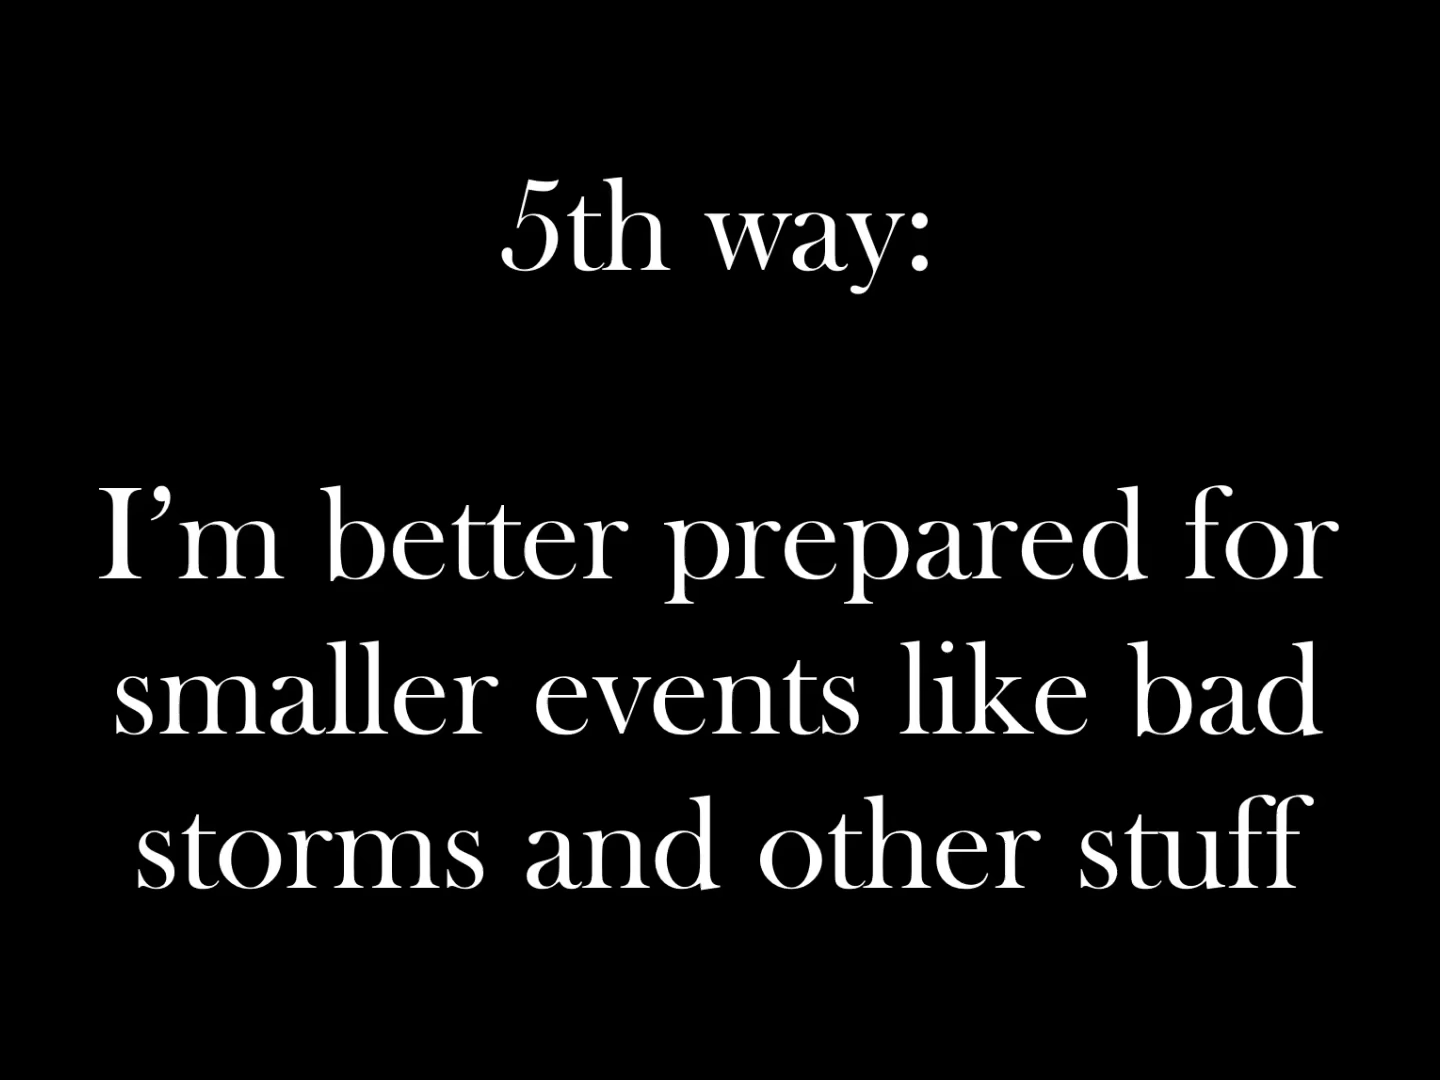 5th way:
I’m better prepared for
smaller events like bad
storms and other stuff